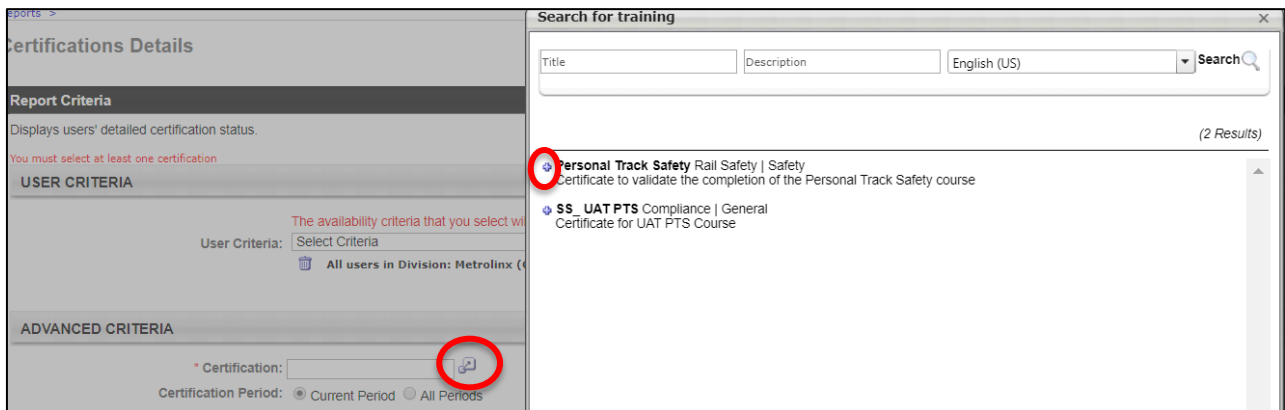 eports >
Certifications Details
Report Criteria
Displays users' detailed certification status.
You must select at least one certification
USER CRITERIA
The availability criteria that you select wil
User Criteria: Select Criteria
All users in Division: Metrolinx (
ADVANCED CRITERIA
* Certification:
Certification Period: Current Period All Periods
Search for training
Title Description English (US) Search
(2 Results)
Personal Track Safety Rail Safety | Safety
Certificate to validate the completion of the Personal Track Safety course
SS_ UAT PTS Compliance | General
Certificate for UAT PTS Course